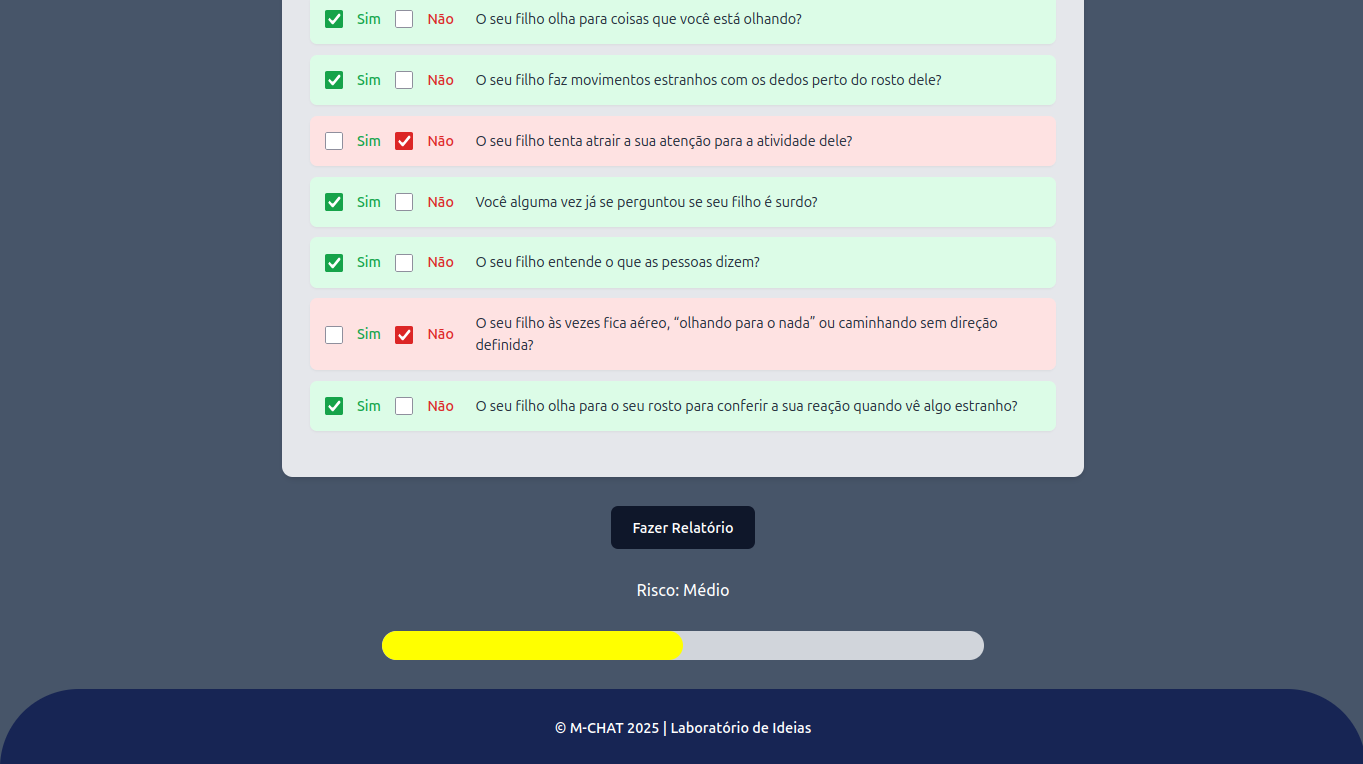 Sim Não O seu filho olha para coisas que você está olhando?
Sim Não O seu filho faz movimentos estranhos com os dedos perto do rosto dele?
Sim Não O seu filho tenta atrair a sua atenção para a atividade dele?
Sim Não Você alguma vez já se perguntou se seu filho é surdo?
Sim Não O seu filho entende o que as pessoas dizem?
Sim Não O seu filho às vezes fica aéreo, “olhando para o nada” ou caminhando sem direção
definida?
Sim Não O seu filho olha para o seu rosto para conferir a sua reação quando vê algo estranho?
Fazer Relatório
Risco: Médio
© M-CHAT 2025 | Laboratório de Ideias